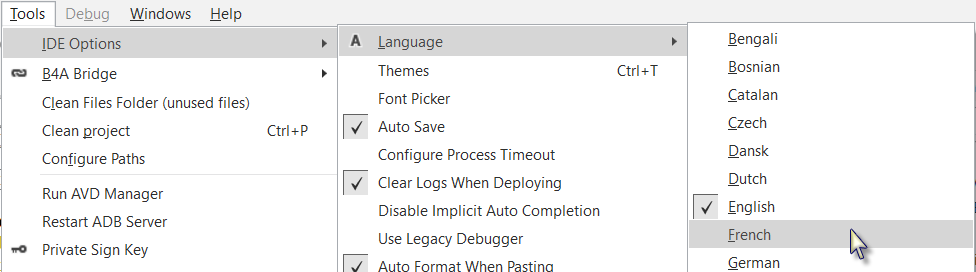 Tools Debug Windows Help
IDE Options
B4A Bridge
Clean Files Folder (unused files)
Clean project Ctrl+P
Configure Paths
Run AVD Manager
Restart ADB Server
Private Sign Key
A Language
Themes Ctrl+T
Font Picker
Auto Save
Configure Process Timeout
Clear Logs When Deploying
Disable Implicit Auto Completion
Use Legacy Debugger
Auto Format When Pasting
Bengali
Bosnian
Catalan
Czech
Dansk
Dutch
English
French
German